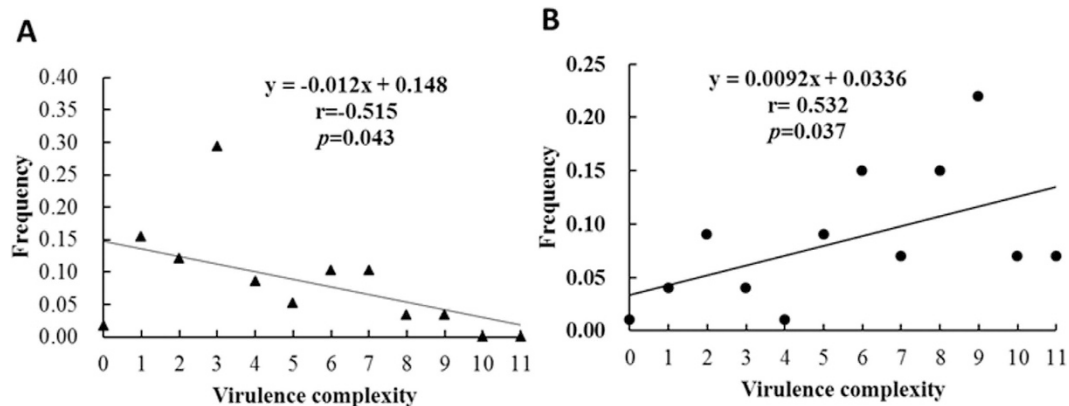 A
y = -0.012x + 0.148
r=-0.515
p=0.043
Frequency
0.40
0.35
0.30
0.25
0.20
0.15
0.10
0.05
0.00
0 1 2 3 4 5 6 7 8 9 10 11
Virulence complexity
B
y = 0.0092x + 0.0336
r= 0.532
p=0.037
Frequency
0.25
0.20
0.15
0.10
0.05
0.00
0 1 2 3 4 5 6 7 8 9 10 11
Virulence complexity